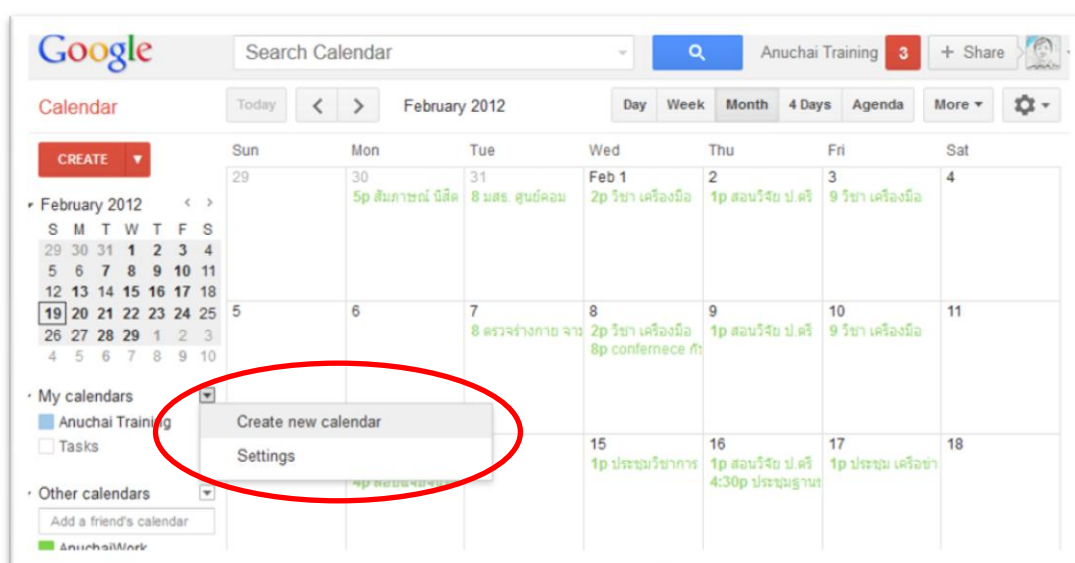 Google
Search Calendar
Anuchai Training 3 + Share
Calendar
Today
February 2012
Day Week Month 4 Days Agenda
More
CREATE
February 2012
S M T W T F S
29 30 31 1 2 3 4
5 6 7 8 9 10 11
12 13 14 15 16 17 18
19 20 21 22 23 24 25
26 27 28 29 1 2 3
4 5 6 7 8 9 10
My calendars
Anuchai Training
Tasks
Other calendars
Add a friend's calendar
AnuchaiWork
Create new calendar
Settings
Sun Mon Tue Wed Thu Fri Sat
29 30 31 Feb 1 2 3 4
5p สัมภาษณ์ นิสิต 8 มสธ. ศูนย์คอม 2p วิชา เครื่องมือ 1p สอนวิจัย ป.ตรี 9 วิชา เครื่องมือ
5 6 7 8 9 10 11
8 ตรวจร่างกาย จาม 2p วิชา เครื่องมือ 1p สอนวิจัย ป.ตรี 9 วิชา เครื่องมือ
8p confernece กับ
15 16 17 18
1p ประชุมวิชาการ 1p สอนวิจัย ป.ตรี 1p ประชุม เครือข่า
4:30p ประชุมฐานข